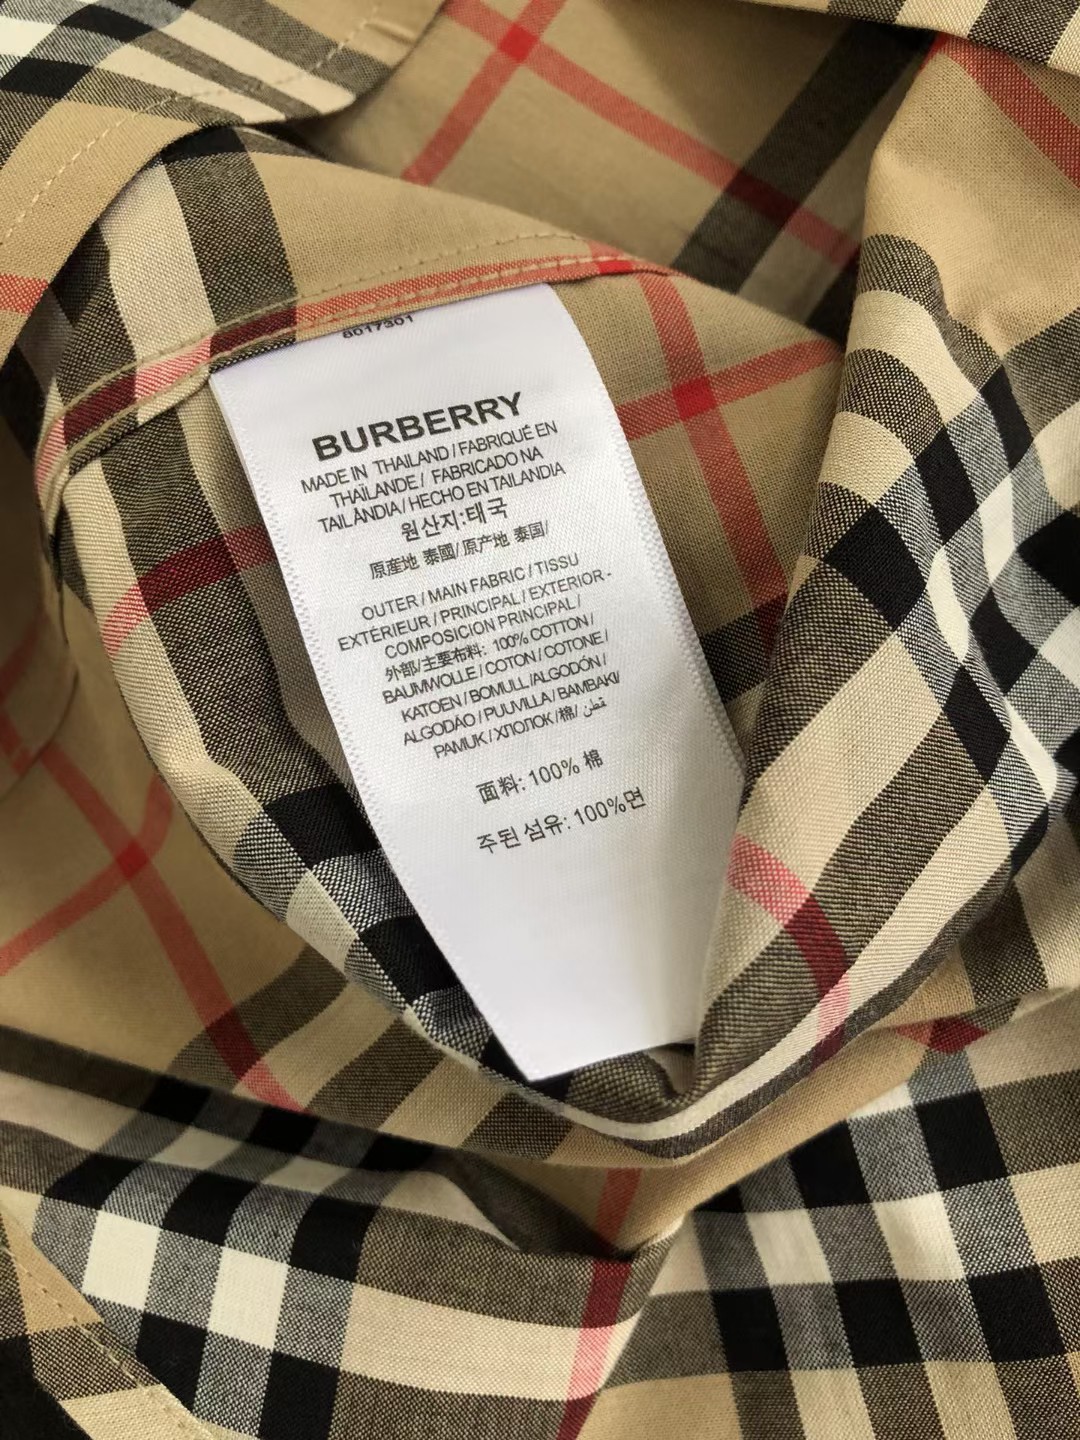 8017301
BURBERRY
MADE IN THAILAND / FABRIQUÉ EN
THAÏLANDE / FABRICADO NA
TAILÂNDIA / HECHO EN TAILANDIA
원산지:태국
原産地 泰國/ 原产地 泰国/
OUTER / MAIN FABRIC / TISSU
EXTÉRIEUR / PRINCIPAL / EXTERIOR -
COMPOSICION PRINCIPAL /
外部/主要布料: 100% COTTON /
BAUMWOLLE / COTON / COTONE /
KATOEN / BOMULL / ALGODÓN /
ALGODÃO / PUUVILLA / BAMBAKI/
PAMUK / ХЛОПОК /棉/ قطن
面料: 100% 棉
주된 섬유: 100%면